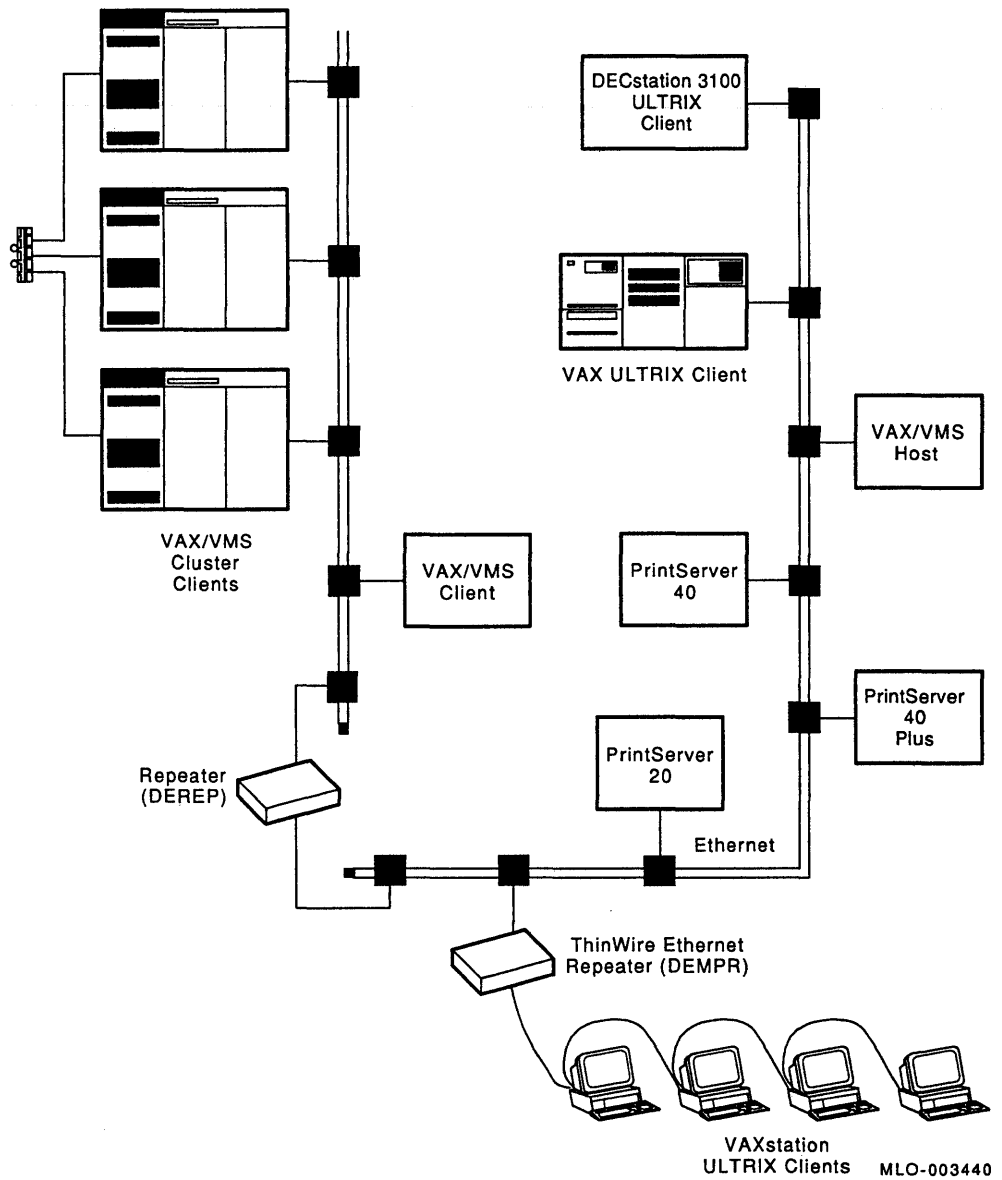 DECstation 3100
ULTRIX
Client
VAX ULTRIX Client
VAX/VMS
Host
VAX/VMS
Cluster
Clients
VAX/VMS
Client
PrintServer
40
PrintServer
40
Plus
PrintServer
20
Repeater
(DEREP)
Ethernet
ThinWire Ethernet
Repeater (DEMPR)
VAXstation
ULTRIX Clients
MLO-003440